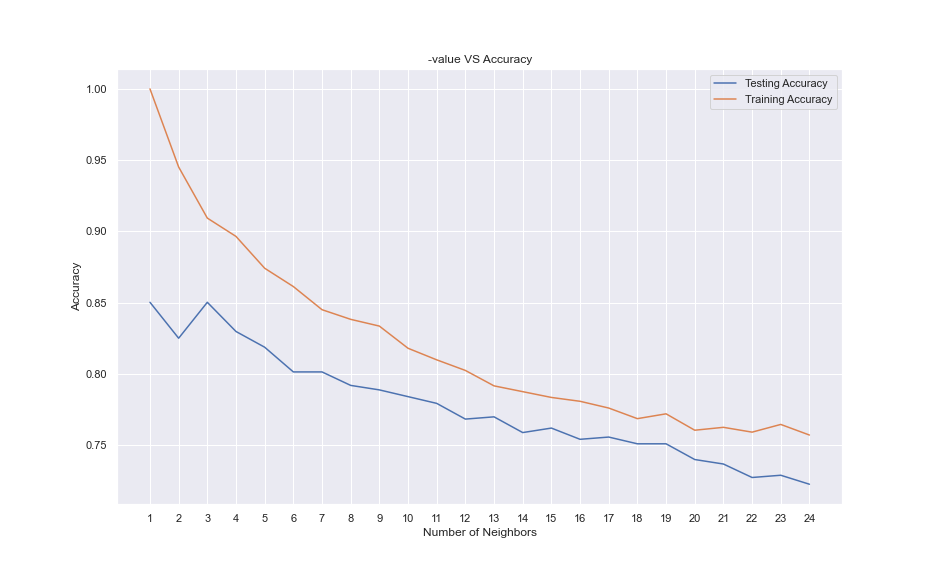 -value VS Accuracy
Testing Accuracy
Training Accuracy
1.00
0.95
0.90
0.85
0.80
0.75
Accuracy
1 2 3 4 5 6 7 8 9 10 11 12 13 14 15 16 17 18 19 20 21 22 23 24
Number of Neighbors